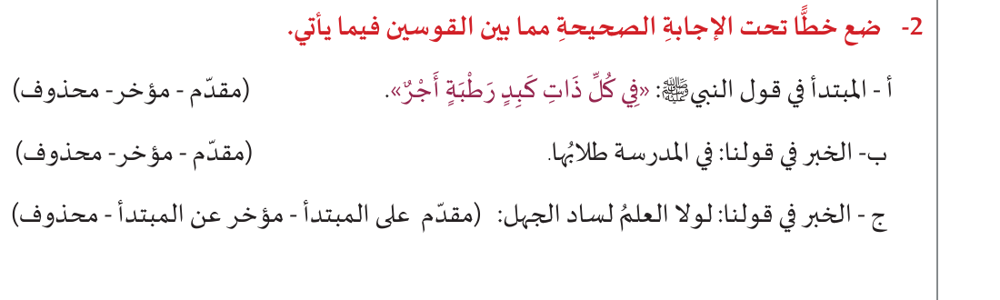 2- ضع خطًّا تحت الإجابةِ الصحيحةِ مما بين القوسين فيما يأتي.
أ - المبتدأ في قول النبي ﷺ: «فِي كُلِّ ذَاتِ كَبِدٍ رَطْبَةٍ أَجْرٌ». (مقدّم - مؤخر- محذوف)
ب- الخبر في قولنا: في المدرسة طلابُها. (مقدّم - مؤخر- محذوف)
ج - الخبر في قولنا: لولا العلمُ لساد الجهل: (مقدّم على المبتدأ - مؤخر عن المبتدأ - محذوف)